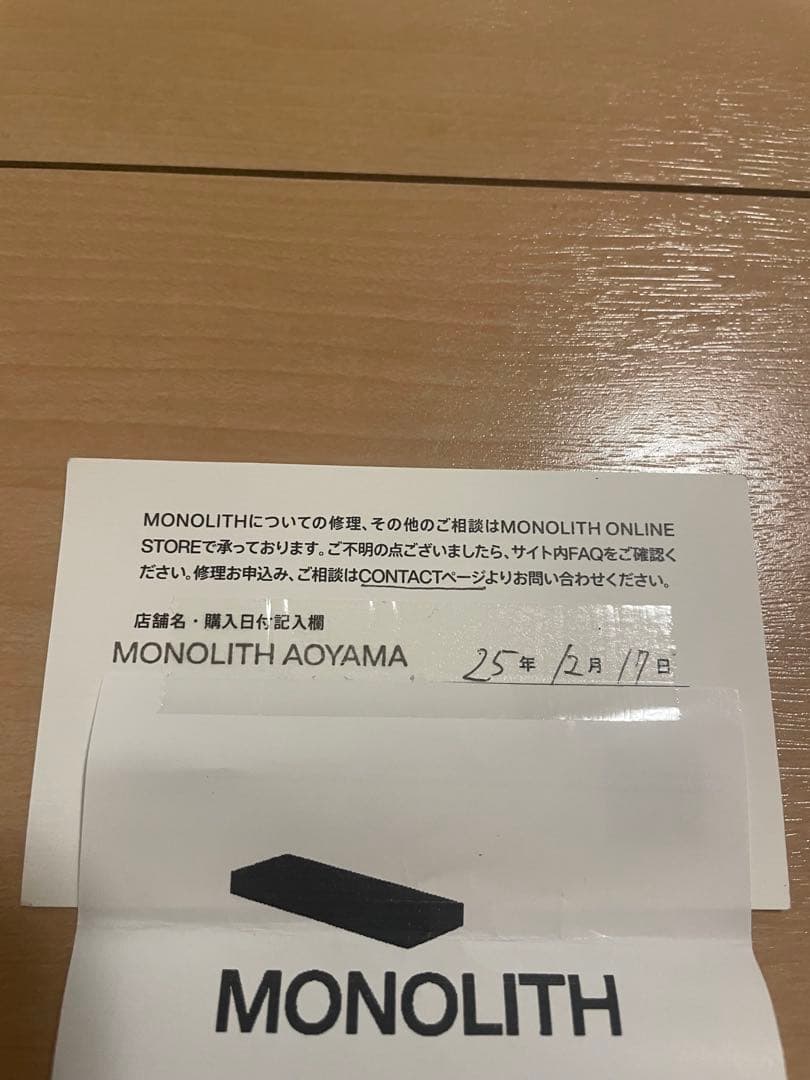 MONOLITHについての修理、その他のご相談はMONOLITH ONLINE
STOREで承っております。ご不明の点ございましたら、サイト内FAQをご確認く
ださい。修理お申込み、ご相談はCONTACTページよりお問い合わせください。
店舗名・購入日付記入欄
MONOLITH AOYAMA 25年 12月 17日
MONOLITH